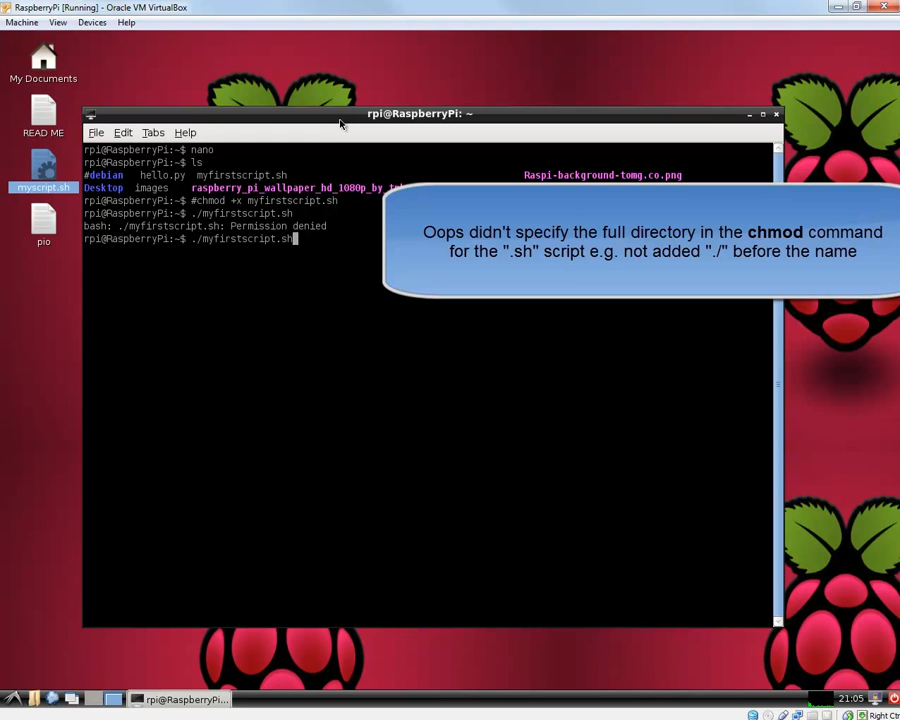 RaspberryPi [Running] - Oracle VM VirtualBox
Machine View Devices Help
My Documents
READ ME
myscript.sh
pio
rpi@RaspberryPi: ~
File Edit Tabs Help
rpi@RaspberryPi:~$ nano
rpi@RaspberryPi:~$ ls
#debian hello.py myfirstscript.sh Raspi-background-tomg.co.png
Desktop images
rpi@RaspberryPi:~$ #chmod +x myfirstscript.sh
rpi@RaspberryPi:~$ ./myfirstscript.sh
bash: ./myfirstscript.sh: Permission denied
rpi@RaspberryPi:~$ ./myfirstscript.sh
Oops didn't specify the full directory in the chmod command
for the ".sh" script e.g. not added "./" before the name
rpi@RaspberryPi...
21:05
Right Ctr